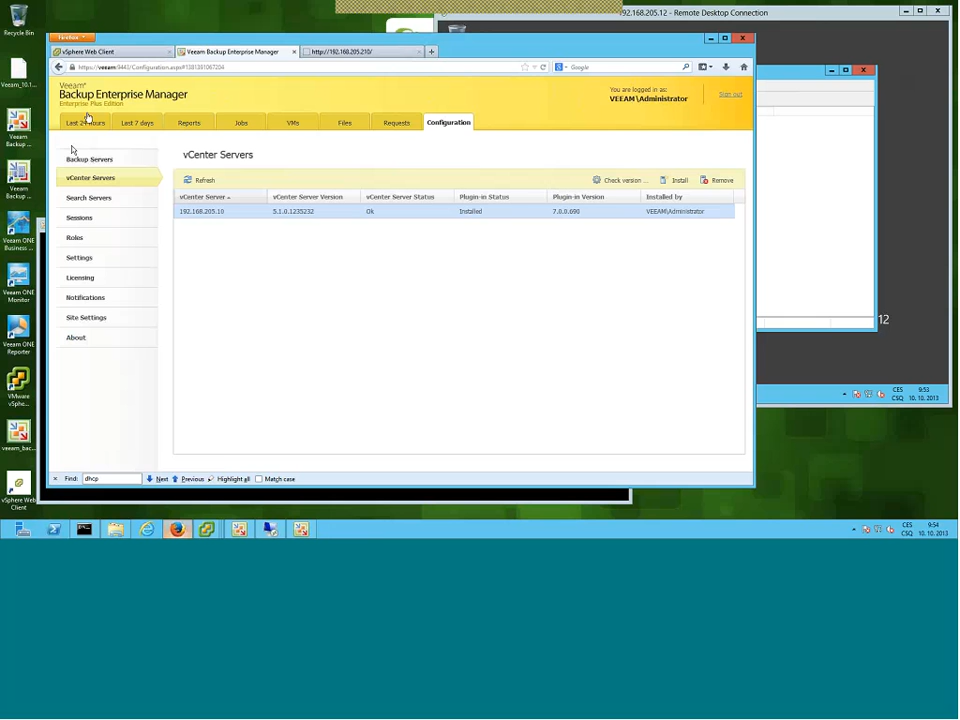 Recycle Bin
Veeam_10.1...
Veeam Backup ...
Veeam Backup ...
Veeam ONE Business ...
Veeam ONE Monitor
Veeam ONE Reporter
VMware vSphe...
veeam_bac...
vSphere Web Client
192.168.205.12 - Remote Desktop Connection
Firefox
vSphere Web Client
Veeam Backup Enterprise Manager
http://192.168.205.210/
Google
Veeam®
Backup Enterprise Manager
Enterprise Plus Edition
You are logged in as:
VEEAM\Administrator
Sign out
Last 24 hours
Last 7 days
Reports
Jobs
VMs
Files
Requests
Configuration
Backup Servers
vCenter Servers
Search Servers
Sessions
Roles
Settings
Licensing
Notifications
Site Settings
About
vCenter Servers
Refresh
Check version ...
Install
Remove
vCenter Server
vCenter Server Version
vCenter Server Status
Plug-in Status
Plug-in Version
Installed by
192.168.205.10
5.1.0.1235232
Ok
Installed
7.0.0.690
VEEAM\Administrator
Find: dhcp
Next
Previous
Highlight all
Match case
12
CES 9:53
CSQ 10. 10. 2013
CES 9:54
CSQ 10. 10. 2013